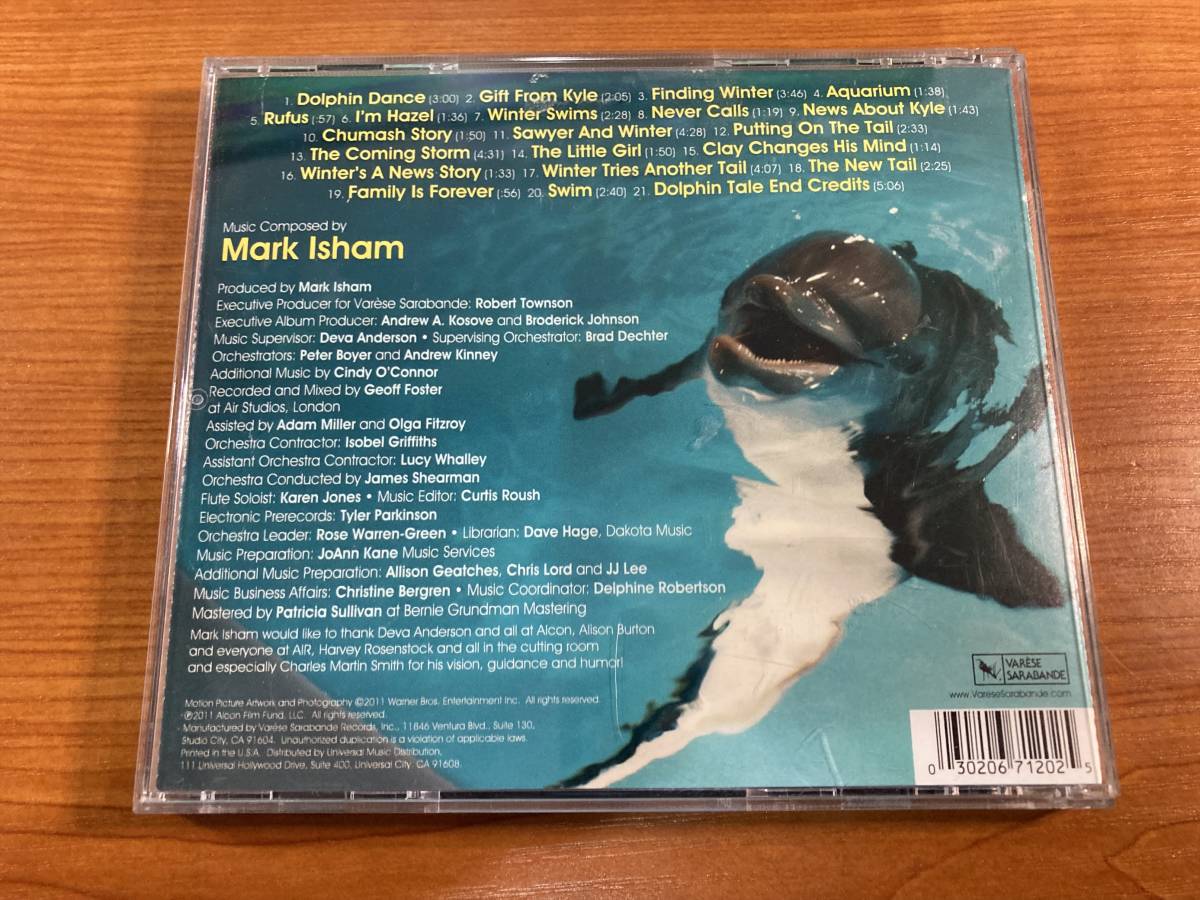 1. Dolphin Dance (3:00) 2. Gift From Kyle (2:05) 3. Finding Winter (3:46) 4. Aquarium (1:38)
5. Rufus (:57) 6. I'm Hazel (1:36) 7. Winter Swims (2:28) 8. Never Calls (1:19) 9. News About Kyle (1:43)
10. Chumash Story (1:50) 11. Sawyer And Winter (4:28) 12. Putting On The Tail (2:33)
13. The Coming Storm (4:31) 14. The Little Girl (1:50) 15. Clay Changes His Mind (1:14)
16. Winter's A News Story (1:33) 17. Winter Tries Another Tail (4:07) 18. The New Tail (2:25)
19. Family Is Forever (:56) 20. Swim (2:40) 21. Dolphin Tale End Credits (5:06)
Music Composed by
Mark Isham
Produced by Mark Isham
Executive Producer for Varèse Sarabande: Robert Townson
Executive Album Producer: Andrew A. Kosove and Broderick Johnson
Music Supervisor: Deva Anderson • Supervising Orchestrator: Brad Dechter
Orchestrators: Peter Boyer and Andrew Kinney
Additional Music by Cindy O'Connor
Recorded and Mixed by Geoff Foster
at Air Studios, London
Assisted by Adam Miller and Olga Fitzroy
Orchestra Contractor: Isobel Griffiths
Assistant Orchestra Contractor: Lucy Whalley
Orchestra Conducted by James Shearman
Flute Soloist: Karen Jones • Music Editor: Curtis Roush
Electronic Prerecords: Tyler Parkinson
Orchestra Leader: Rose Warren-Green • Librarian: Dave Hage, Dakota Music
Music Preparation: JoAnn Kane Music Services
Additional Music Preparation: Allison Geatches, Chris Lord and JJ Lee
Music Business Affairs: Christine Bergren • Music Coordinator: Delphine Robertson
Mastered by Patricia Sullivan at Bernie Grundman Mastering
Mark Isham would like to thank Deva Anderson and all at Alcon, Alison Burton
and everyone at AIR, Harvey Rosenstock and all in the cutting room
and especially Charles Martin Smith for his vision, guidance and humor!
Motion Picture Artwork and Photography ©2011 Warner Bros. Entertainment Inc. All rights reserved.
℗2011 Alcon Film Fund, LLC. All rights reserved.
Manufactured by Varèse Sarabande Records, Inc., 11846 Ventura Blvd., Suite 130,
Studio City, CA 91604. Unauthorized duplication is a violation of applicable laws.
Printed in the U.S.A. Distributed by Universal Music Distribution,
111 Universal Hollywood Drive, Suite 400, Universal City, CA 91608.
VARÈSE
SARABANDE
www.VareseSarabande.com
0 30206 71202 5